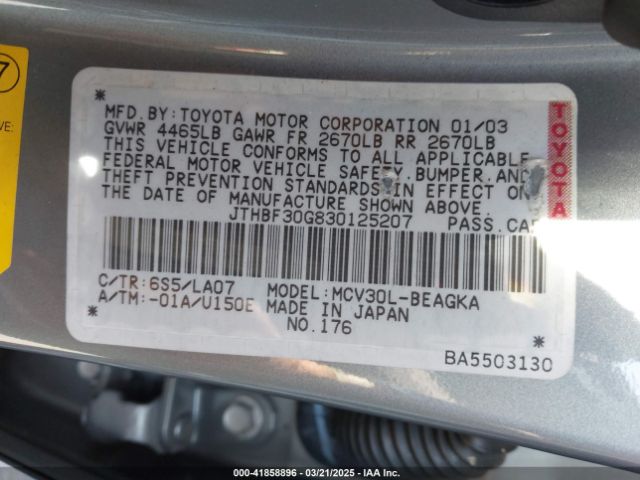 7
VE:
MFD.BY:TOYOTA MOTOR CORPORATION 01/03
GVWR 4465LB GAWR FR 2670LB RR 2670LB
THIS VEHICLE CONFORMS TO ALL APPLICABLE
FEDERAL MOTOR VEHICLE SAFETY,BUMPER,AND
THEFT PREVENTION STANDARDS IN EFFECT ON
THE DATE OF MANUFACTURE SHOWN ABOVE.
*JTHBF30G830125207* PASS.CAR
C/TR:6S5/LA07 MODEL:MCV30L-BEAGKA
A/TM:-01A/U150E MADE IN JAPAN
NO.176
BA5503130
TOYOTA
000-41858896 - 03/21/2025 - IAA Inc.